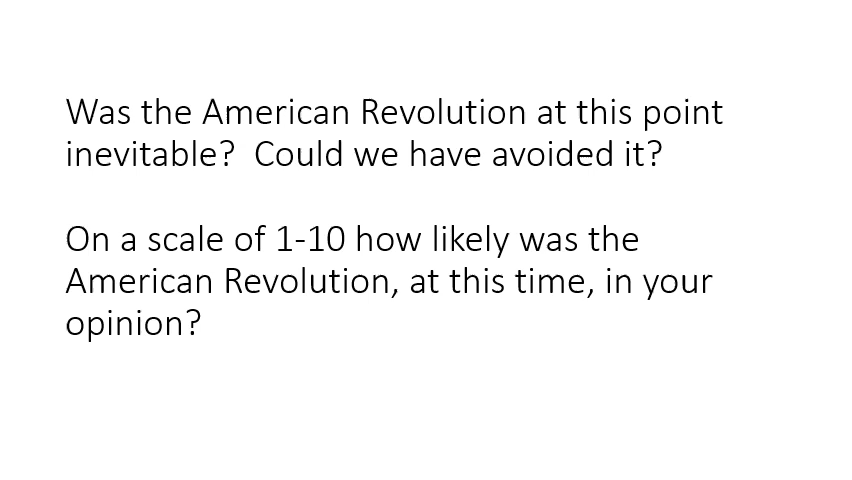 Was the American Revolution at this point
inevitable?  Could we have avoided it?
On a scale of 1-10 how likely was the
American Revolution, at this time, in your
opinion?